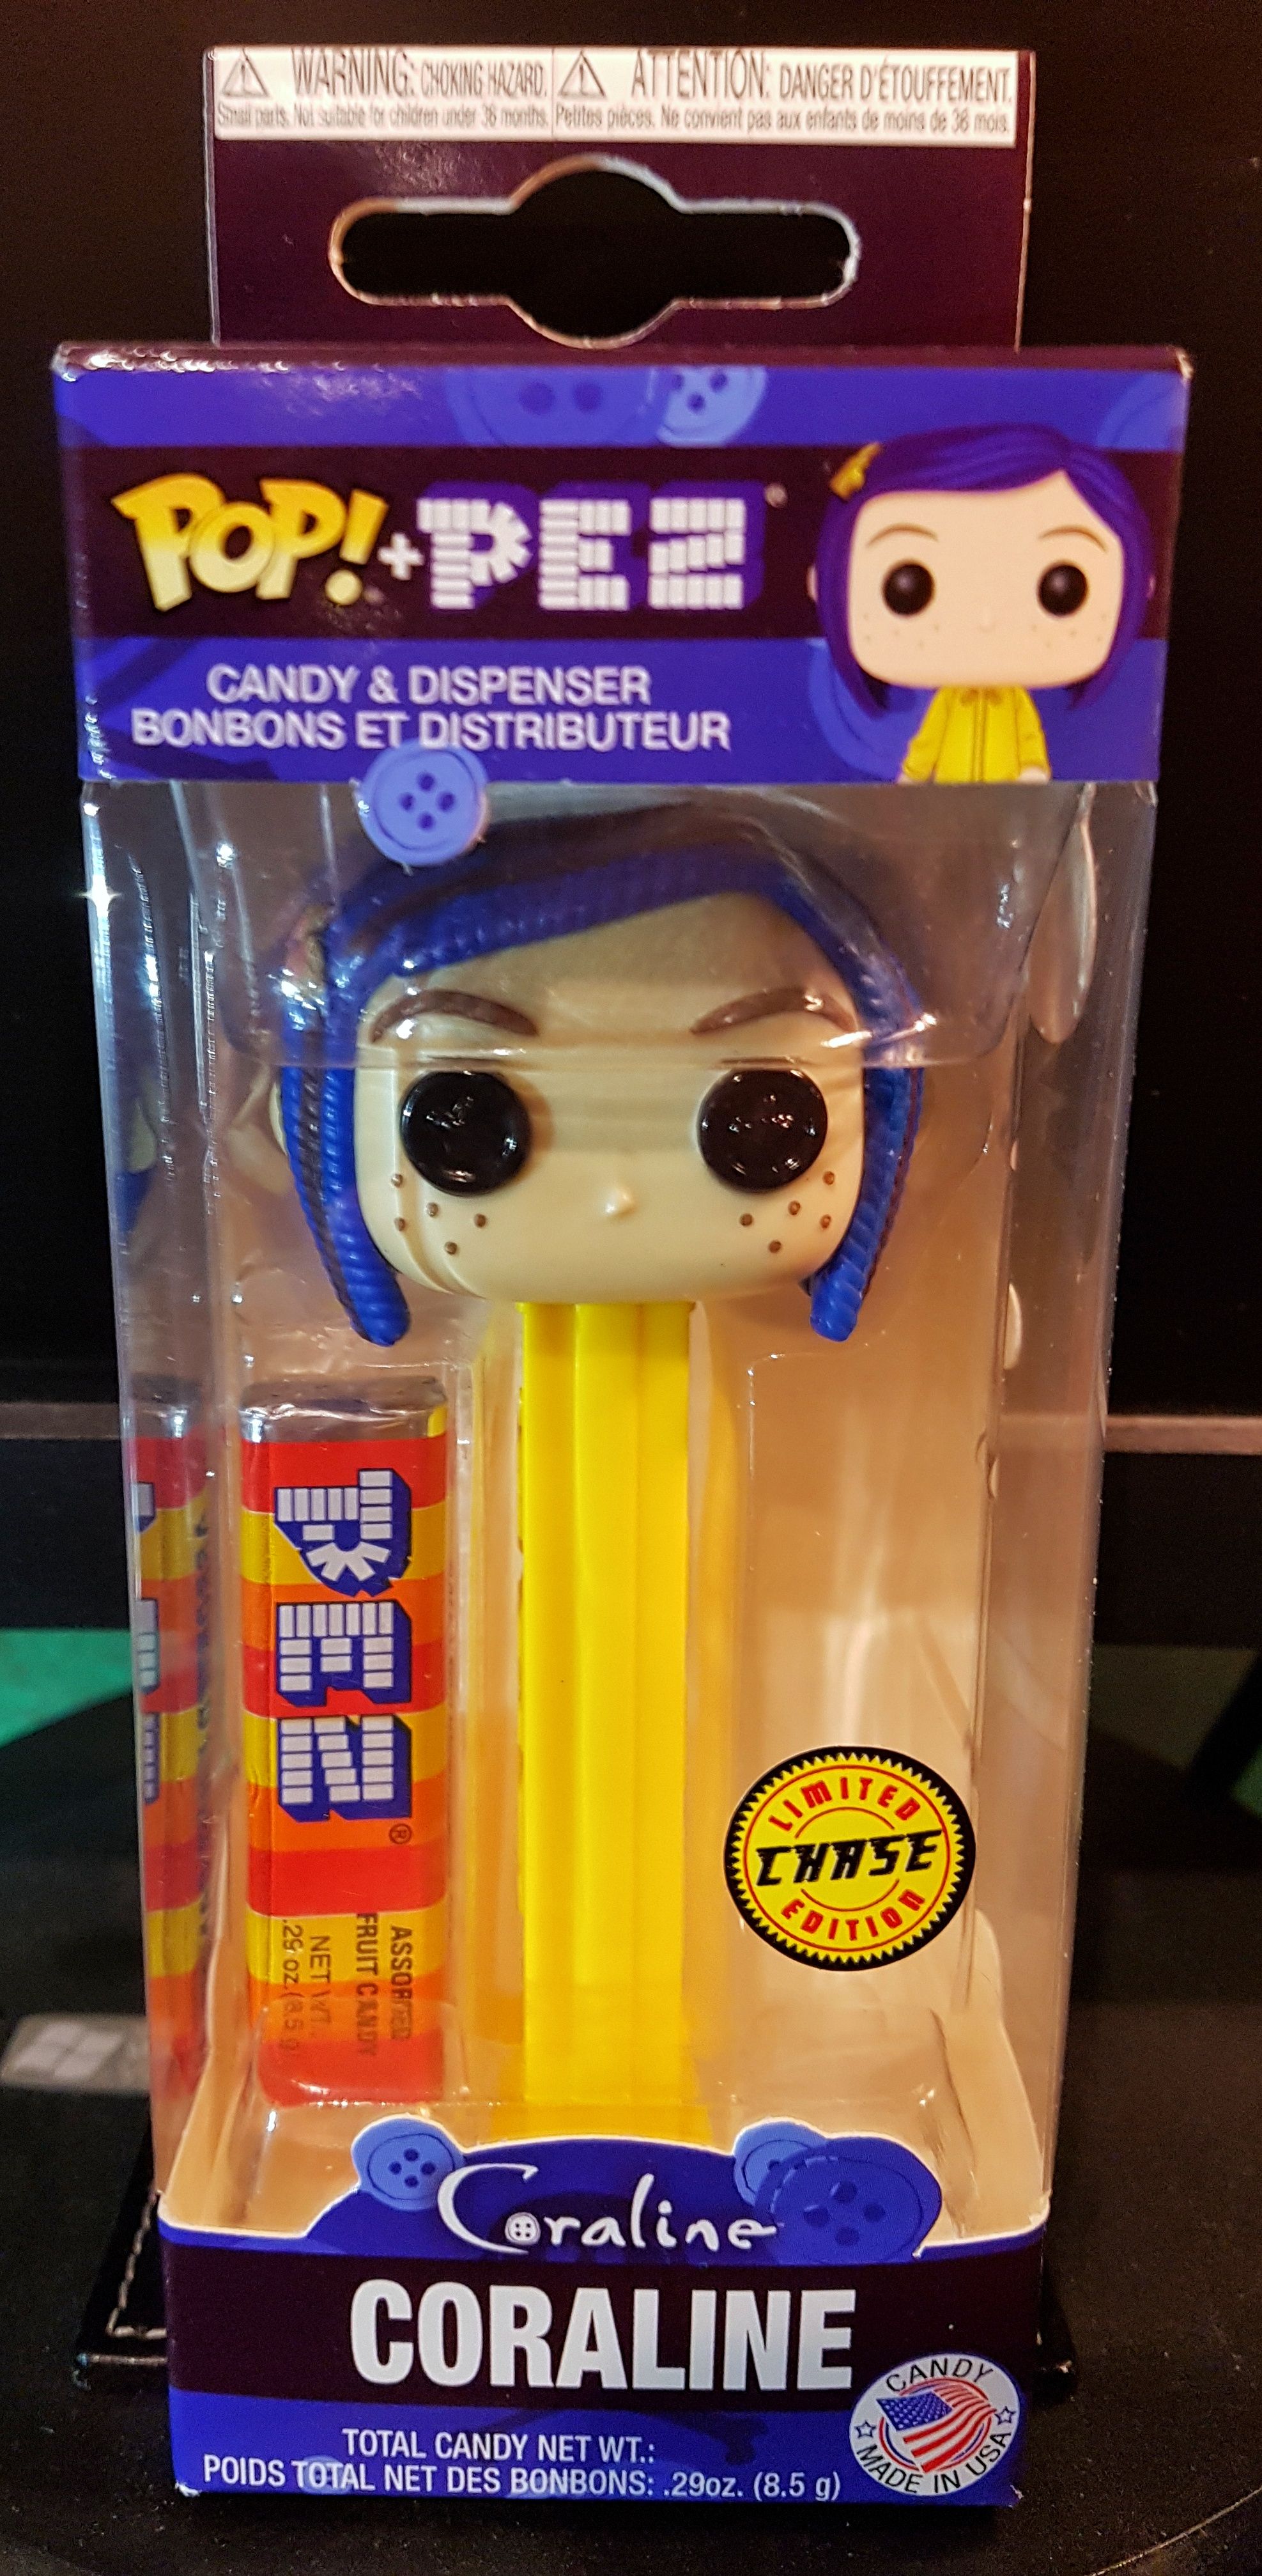 WARNING: CHOKING HAZARD.
Small parts. Not suitable for children under 36 months.
ATTENTION: DANGER D'ÉTOUFFEMENT.
Petites pièces. Ne convient pas aux enfants de moins de 36 mois.
POP! + PEZ®
CANDY & DISPENSER
BONBONS ET DISTRIBUTEUR
PEZ®
ASSORTED
FRUIT CANDY
NET WT.
.29 oz (8.5 g)
LIMITED
CHASE
EDITION
Coraline
CORALINE
CANDY
MADE IN USA
TOTAL CANDY NET WT.:
POIDS TOTAL NET DES BONBONS: .29oz. (8.5 g)